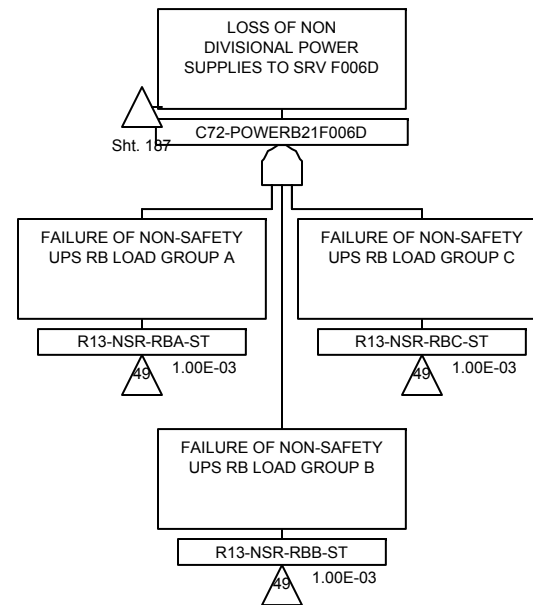 LOSS OF NON
DIVISIONAL POWER
SUPPLIES TO SRV F006D
C72-POWERB21F006D
Sht. 187
FAILURE OF NON-SAFETY
UPS RB LOAD GROUP A
R13-NSR-RBA-ST
49
1.00E-03
FAILURE OF NON-SAFETY
UPS RB LOAD GROUP C
R13-NSR-RBC-ST
49
1.00E-03
FAILURE OF NON-SAFETY
UPS RB LOAD GROUP B
R13-NSR-RBB-ST
49
1.00E-03